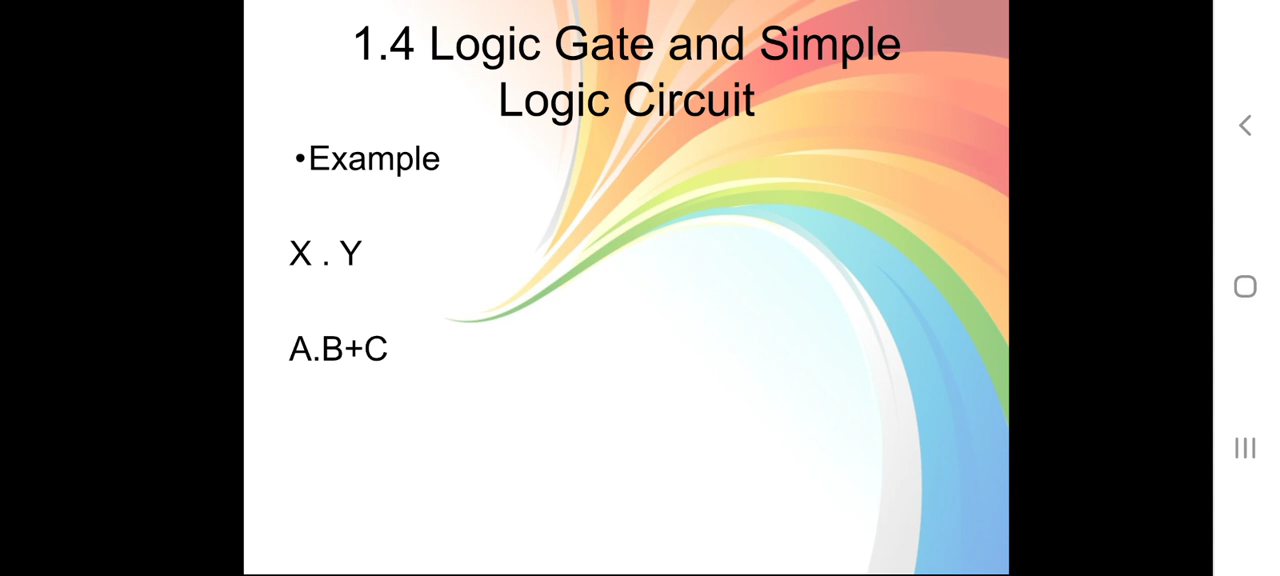 1.4 Logic Gate and Simple
Logic Circuit
•Example
X . Y
A.B+C